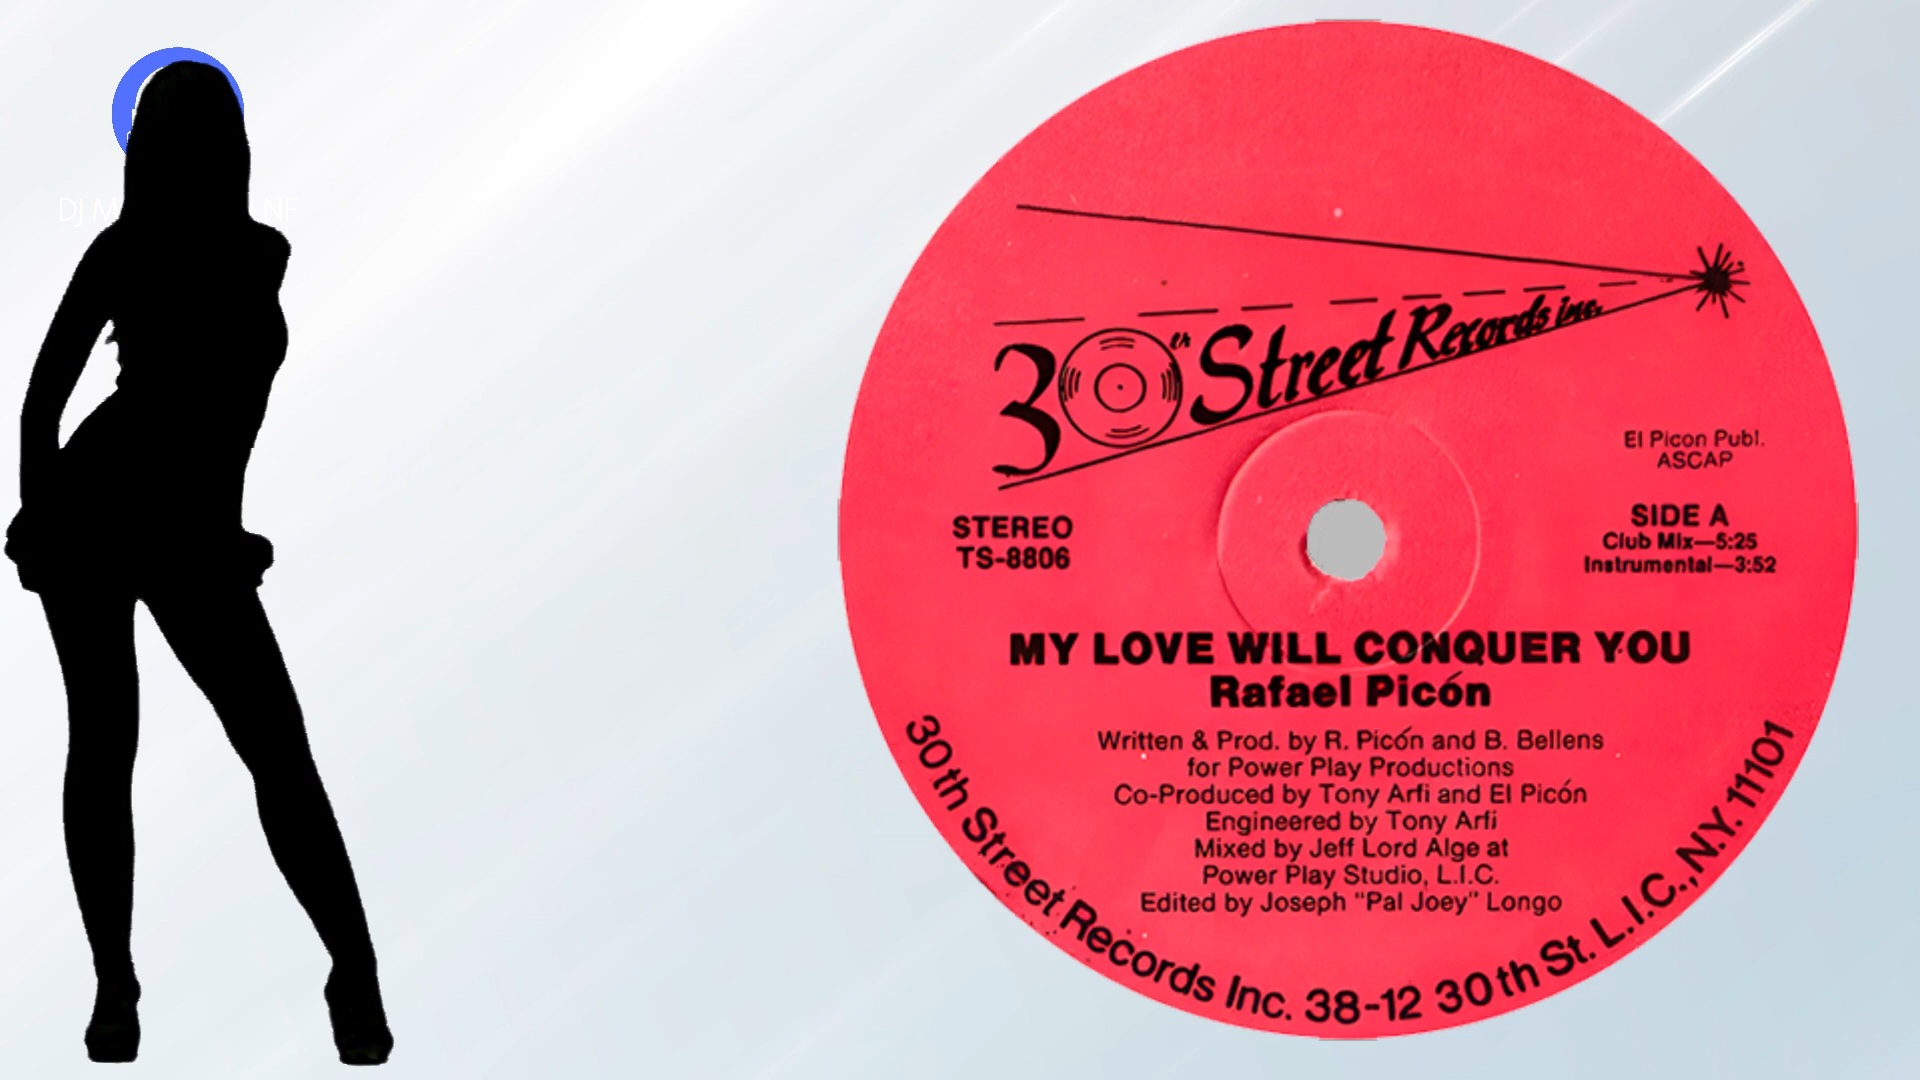 DJ M
NF
30th Street Records inc.
El Picon Publ.
ASCAP
STEREO
TS-8806
SIDE A
Club Mix—5:25
Instrumental—3:52
MY LOVE WILL CONQUER YOU
Rafael Picón
Written & Prod. by R. Picón and B. Bellens
for Power Play Productions
Co-Produced by Tony Arfi and El Picón
Engineered by Tony Arfi
Mixed by Jeff Lord Alge at
Power Play Studio, L.I.C.
Edited by Joseph "Pal Joey" Longo
30th Street Records Inc. 38-12 30th St. L.I.C., N.Y. 11101